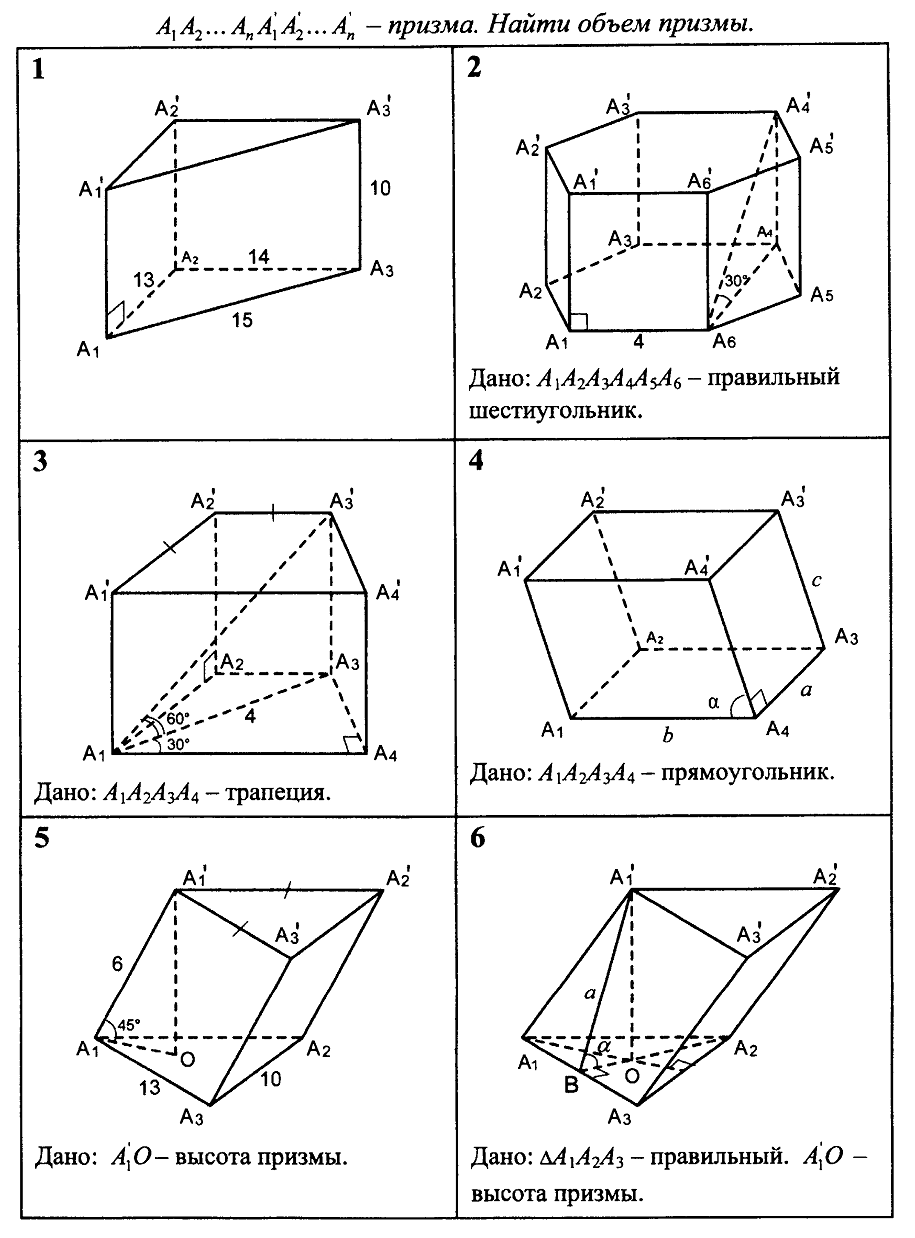 A₁A₂...AₙA₁'A₂'...Aₙ' – призма. Найти объем призмы.
1
A₂'
A₃'
A₁'
10
A₂
14
A₃
13
15
A₁
2
A₃'
A₄'
A₂'
A₅'
A₁'
A₆'
A₃
A₄
30°
A₂
A₅
A₁
4
A₆
Дано: A₁A₂A₃A₄A₅A₆ – правильный
шестиугольник.
3
A₂'
A₃'
A₁'
A₄'
A₂
A₃
60°
4
A₁
30°
A₄
Дано: A₁A₂A₃A₄ – трапеция.
4
A₂'
A₃'
A₁'
A₄'
c
A₂
A₃
α
a
A₁
b
A₄
Дано: A₁A₂A₃A₄ – прямоугольник.
5
A₁'
A₂'
A₃'
6
45°
A₁
O
A₂
13
10
A₃
Дано: A₁'O – высота призмы.
6
A₁'
A₂'
A₃'
a
α
A₁
A₂
B
O
A₃
Дано: ΔA₁A₂A₃ – правильный. A₁'O –
высота призмы.